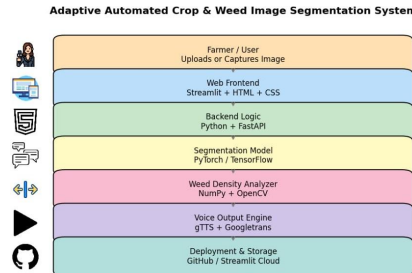 Adaptive Automated Crop & Weed Image Segmentation System
Farmer / User
Uploads or Captures Image
Web Frontend
Streamlit + HTML + CSS
Backend Logic
Python + FastAPI
Segmentation Model
PyTorch / TensorFlow
Weed Density Analyzer
NumPy + OpenCV
Voice Output Engine
gTTS + Googletrans
Deployment & Storage
GitHub / Streamlit Cloud